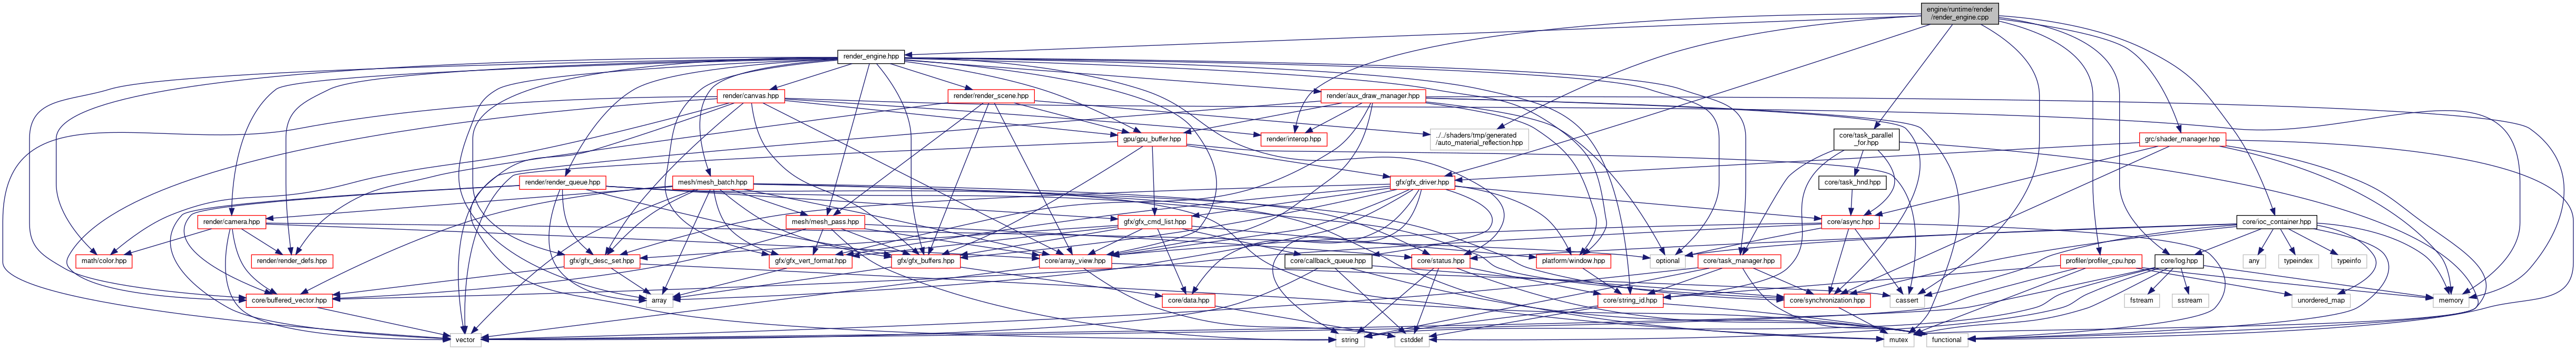 engine/runtime/render
/render_engine.cpp
render_engine.hpp
render/canvas.hpp
render/render_scene.hpp
render/aux_draw_manager.hpp
gpu/gpu_buffer.hpp
render/interop.hpp
../../shaders/tmp/generated
/auto_material_reflection.hpp
core/task_parallel
_for.hpp
grc/shader_manager.hpp
render/render_queue.hpp
mesh/mesh_batch.hpp
gfx/gfx_driver.hpp
core/task_hnd.hpp
render/camera.hpp
mesh/mesh_pass.hpp
gfx/gfx_cmd_list.hpp
core/async.hpp
core/ioc_container.hpp
math/color.hpp
render/render_defs.hpp
gfx/gfx_desc_set.hpp
gfx/gfx_vert_format.hpp
gfx/gfx_buffers.hpp
core/array_view.hpp
core/callback_queue.hpp
core/status.hpp
platform/window.hpp
optional
core/task_manager.hpp
profiler/profiler_cpu.hpp
core/log.hpp
any
typeindex
typeinfo
core/buffered_vector.hpp
array
core/data.hpp
core/string_id.hpp
core/synchronization.hpp
cassert
fstream
sstream
unordered_map
memory
vector
string
cstddef
mutex
functional